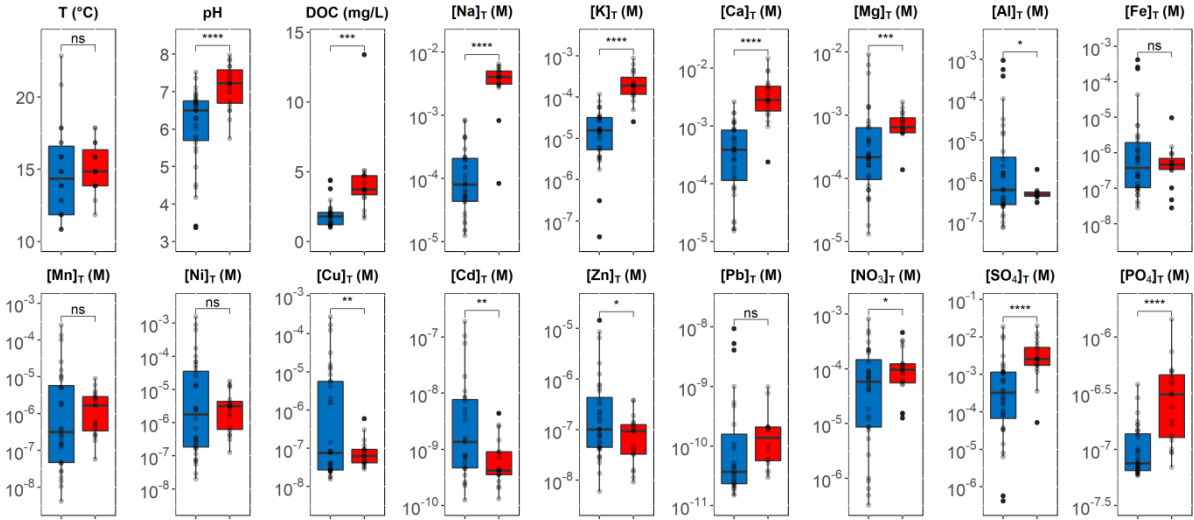 T (°C) pH DOC (mg/L) [Na]T (M) [K]T (M) [Ca]T (M) [Mg]T (M) [Al]T (M) [Fe]T (M)
ns **** *** **** **** **** *** * ns
20 15 10
8 7 6 5 4 3
15 10 5 0
10⁻² 10⁻³ 10⁻⁴ 10⁻⁵
10⁻³ 10⁻⁴ 10⁻⁵ 10⁻⁶ 10⁻⁷
10⁻² 10⁻³ 10⁻⁴ 10⁻⁵
10⁻² 10⁻³ 10⁻⁴ 10⁻⁵
10⁻³ 10⁻⁴ 10⁻⁵ 10⁻⁶ 10⁻⁷
10⁻³ 10⁻⁴ 10⁻⁵ 10⁻⁶ 10⁻⁷ 10⁻⁸
[Mn]T (M) [Ni]T (M) [Cu]T (M) [Cd]T (M) [Zn]T (M) [Pb]T (M) [NO₃]T (M) [SO₄]T (M) [PO₄]T (M)
ns ns ** ** * ns * **** ****
10⁻³ 10⁻⁴ 10⁻⁵ 10⁻⁶ 10⁻⁷ 10⁻⁸
10⁻³ 10⁻⁴ 10⁻⁵ 10⁻⁶ 10⁻⁷ 10⁻⁸
10⁻³ 10⁻⁴ 10⁻⁵ 10⁻⁶ 10⁻⁷ 10⁻⁸
10⁻⁷ 10⁻⁸ 10⁻⁹ 10⁻¹⁰
10⁻⁵ 10⁻⁶ 10⁻⁷ 10⁻⁸
10⁻⁸ 10⁻⁹ 10⁻¹⁰ 10⁻¹¹
10⁻³ 10⁻⁴ 10⁻⁵ 10⁻⁶
10⁻¹ 10⁻² 10⁻³ 10⁻⁴ 10⁻⁵ 10⁻⁶
10⁻⁶ 10⁻⁶·⁵ 10⁻⁷ 10⁻⁷·⁵